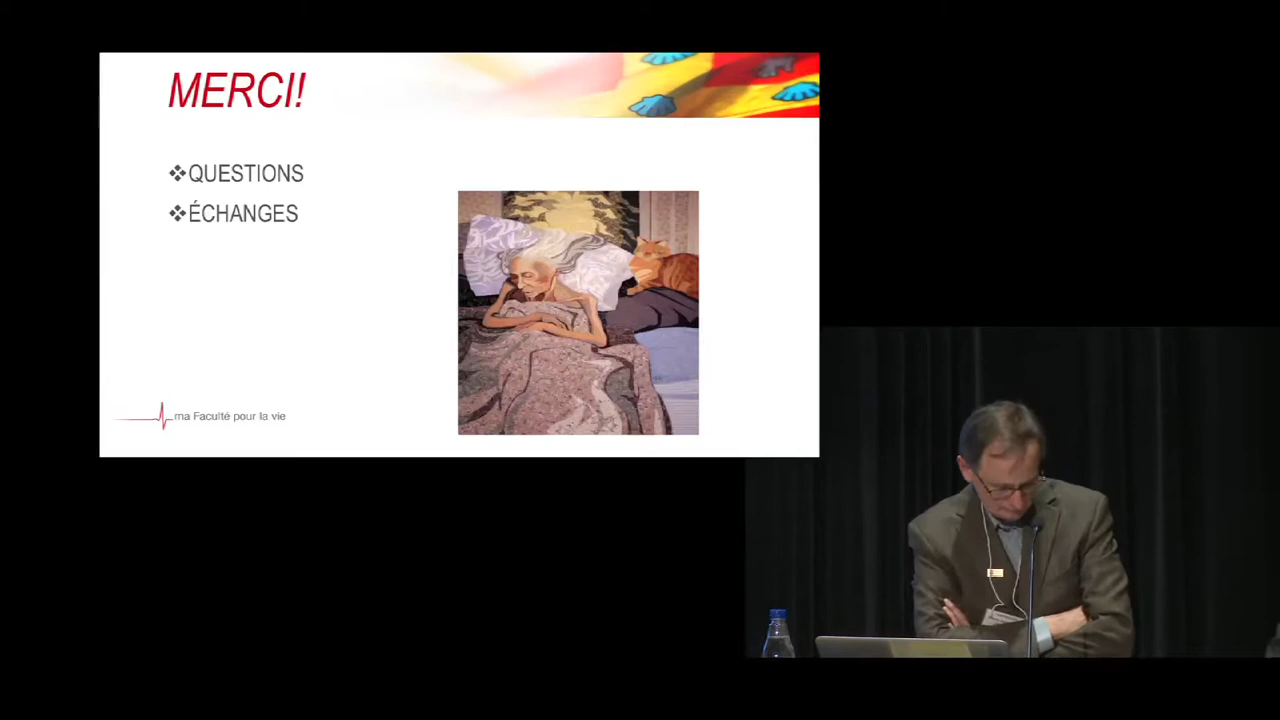 MERCI!
❖QUESTIONS
❖ÉCHANGES
ma Faculté pour la vie